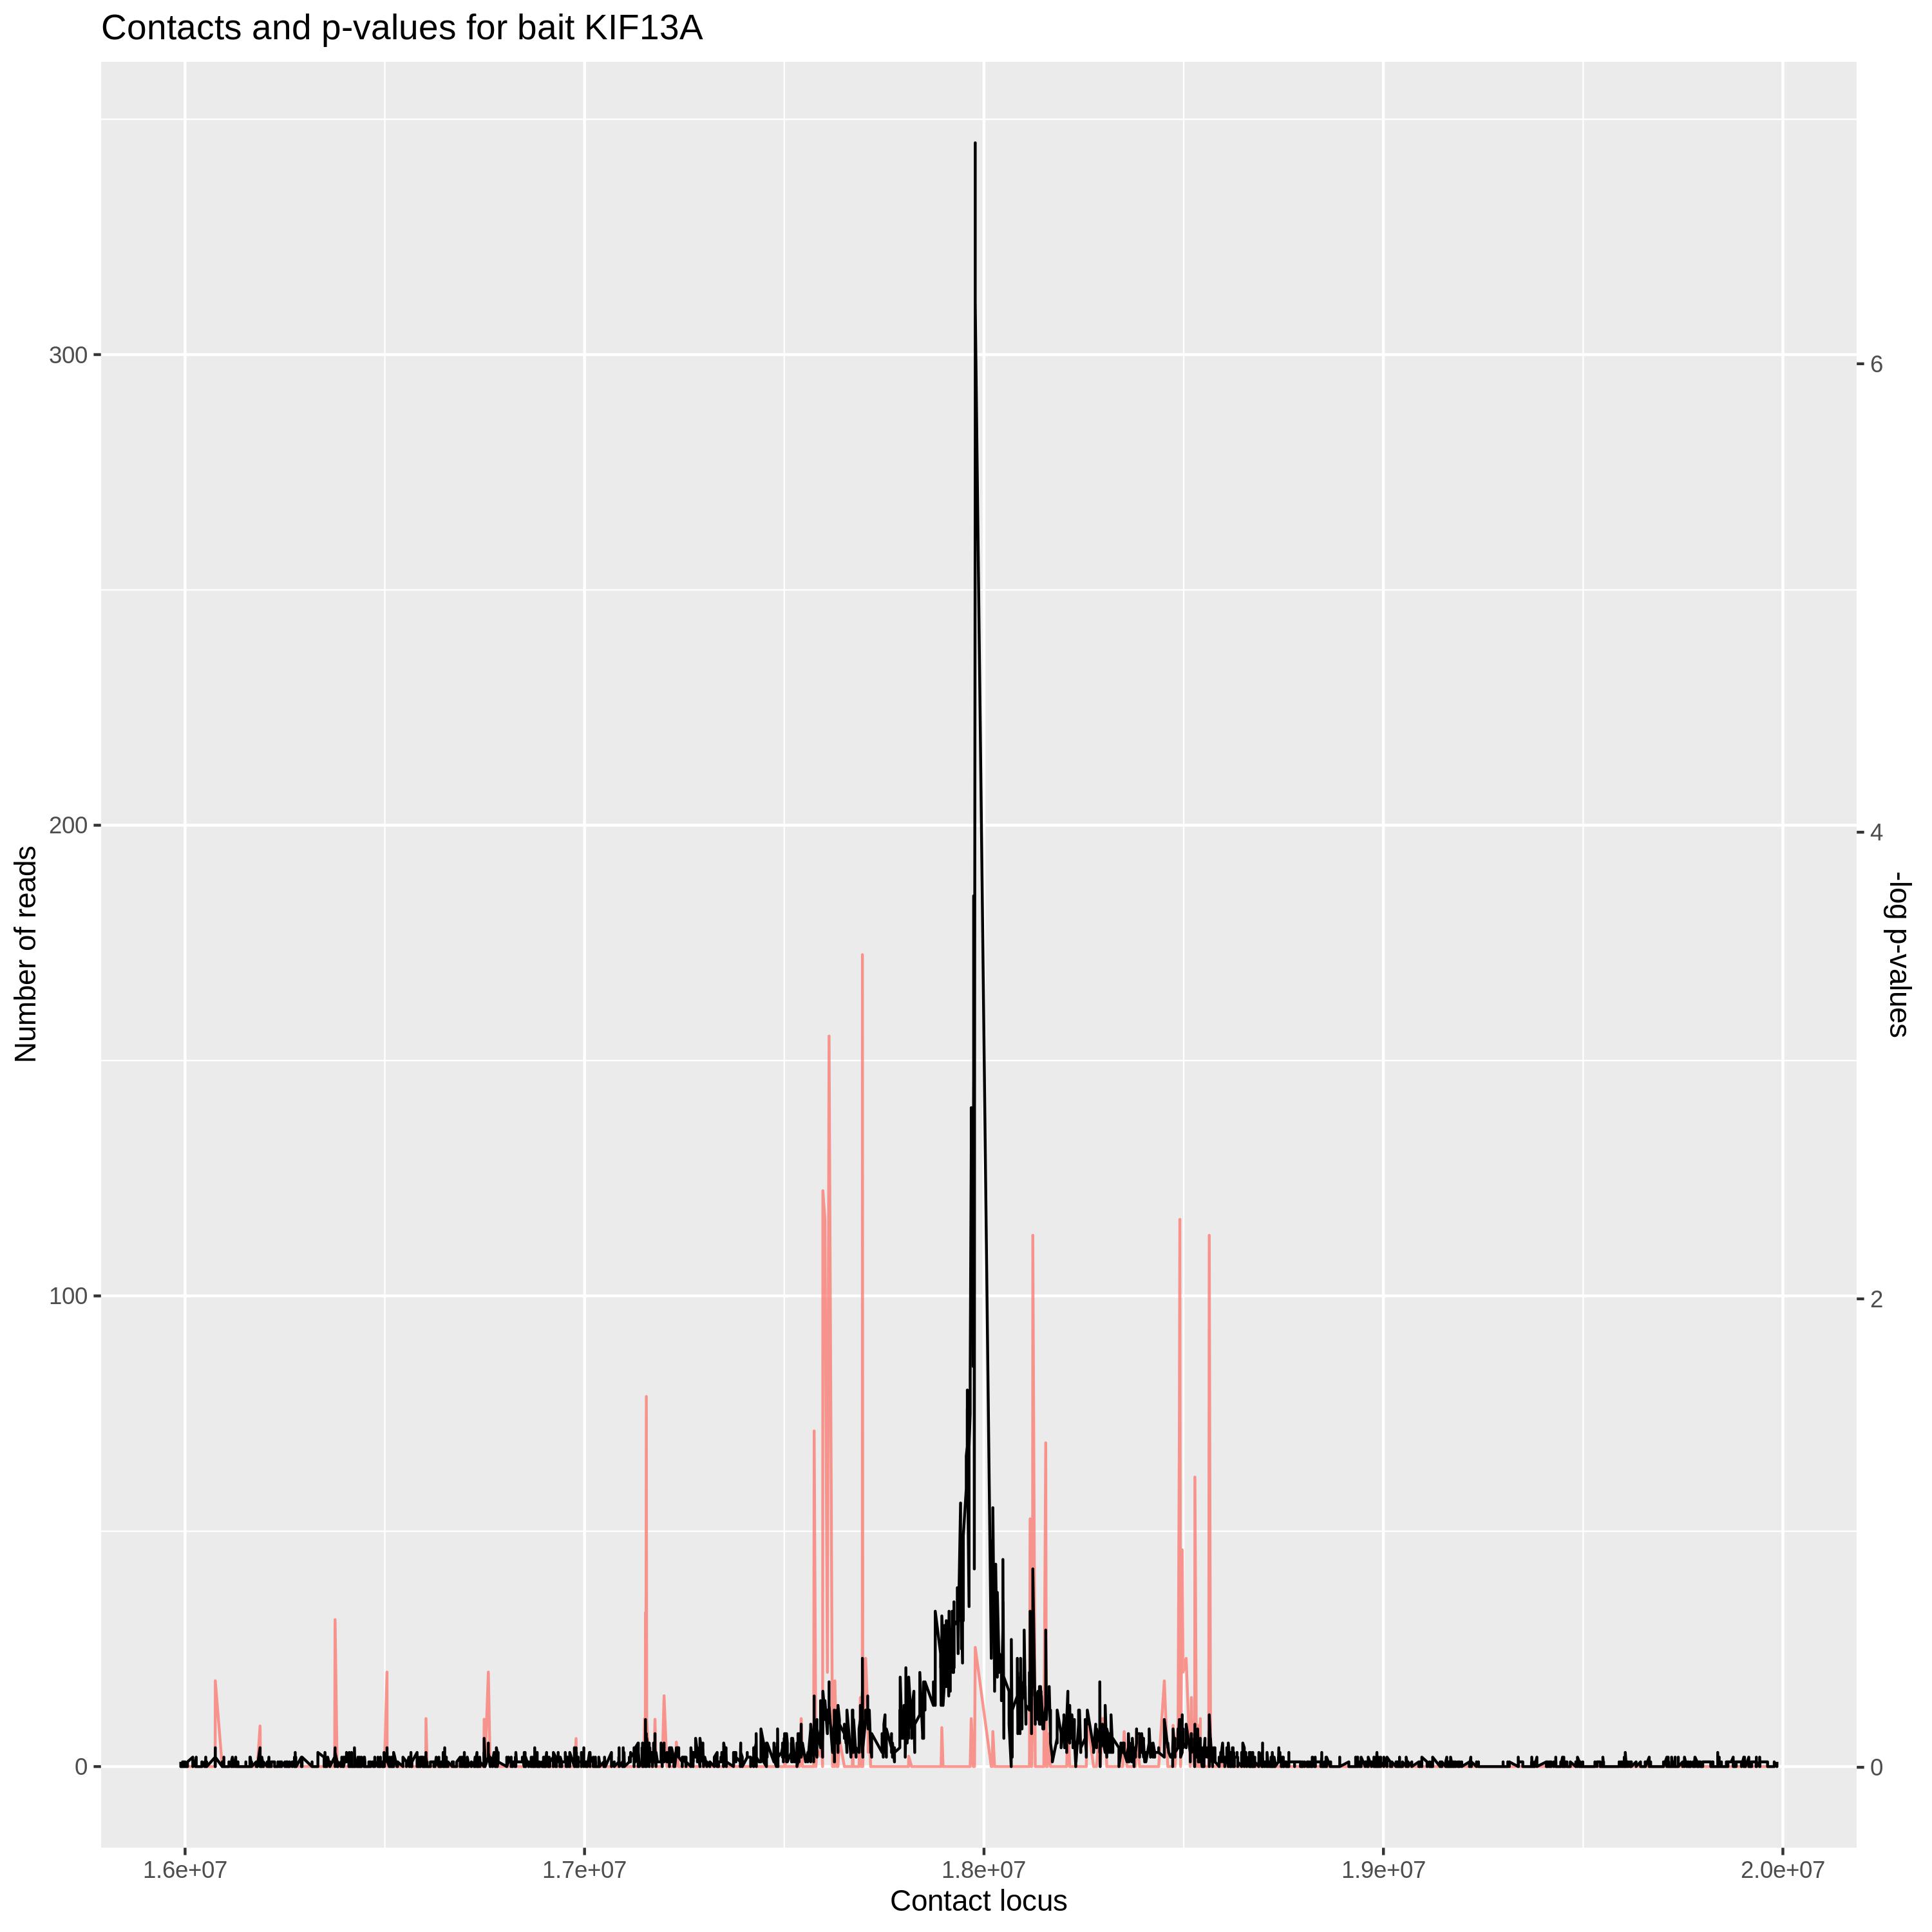 Contacts and p-values for bait KIF13A
Number of reads
300
200
100
0
6
4
2
0
-log p-values
1.6e+07 1.7e+07 1.8e+07 1.9e+07 2.0e+07
Contact locus